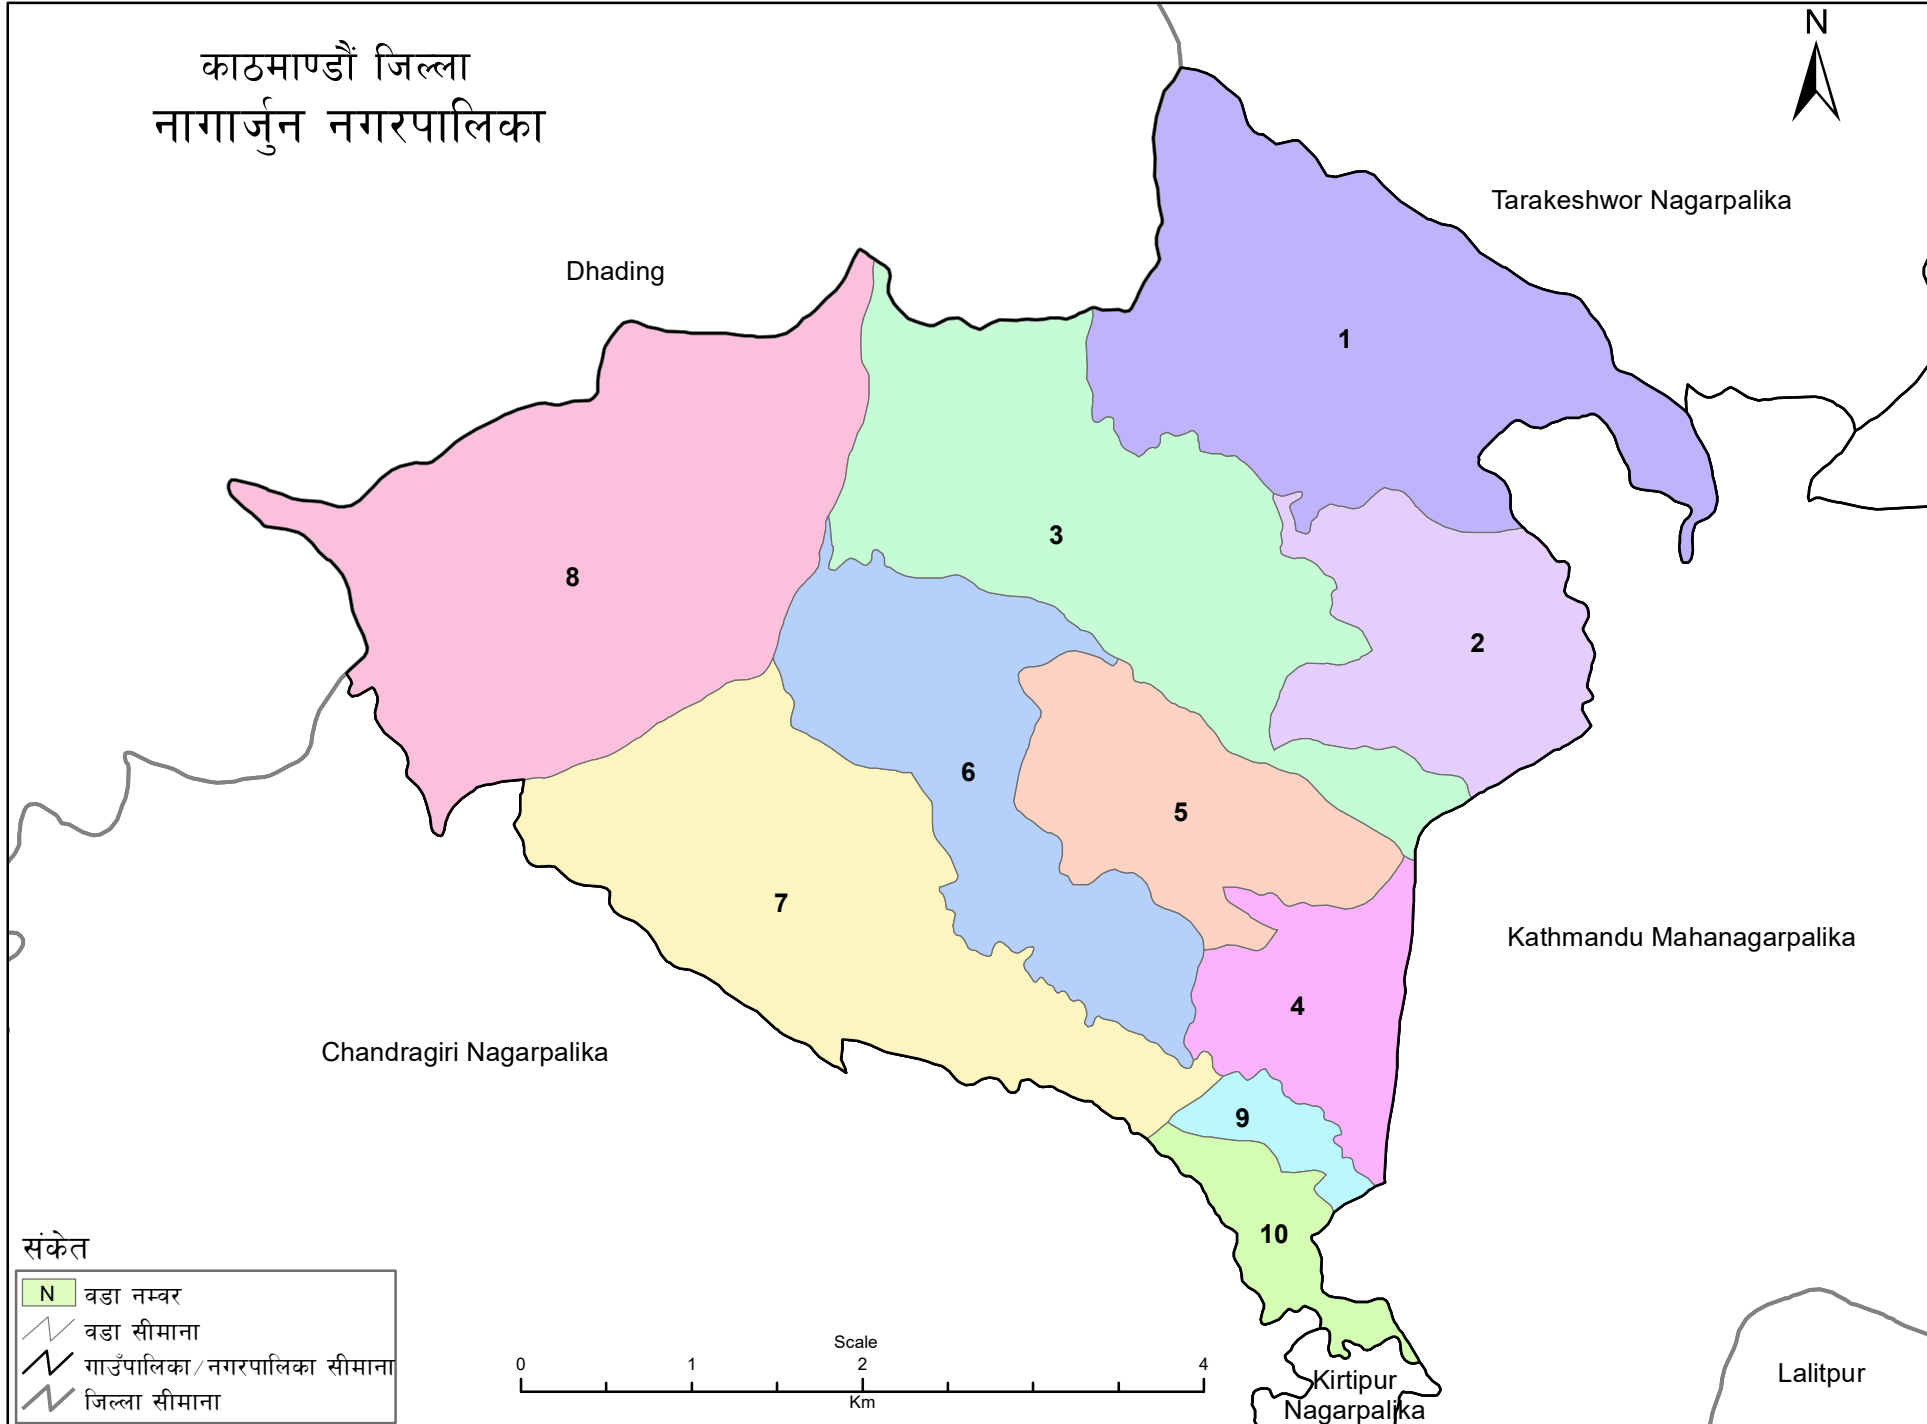 काठमाण्डौं जिल्ला
नागार्जुन नगरपालिका
N
Tarakeshwor Nagarpalika
Dhading
1
3
8
2
6
5
7
Kathmandu Mahanagarpalika
4
Chandragiri Nagarpalika
9
10
संकेत
N वडा नम्वर
वडा सीमाना
गाउँपालिका/नगरपालिका सीमाना
जिल्ला सीमाना
Scale
0 1 2 4
Km
Kirtipur
Nagarpalika
Lalitpur